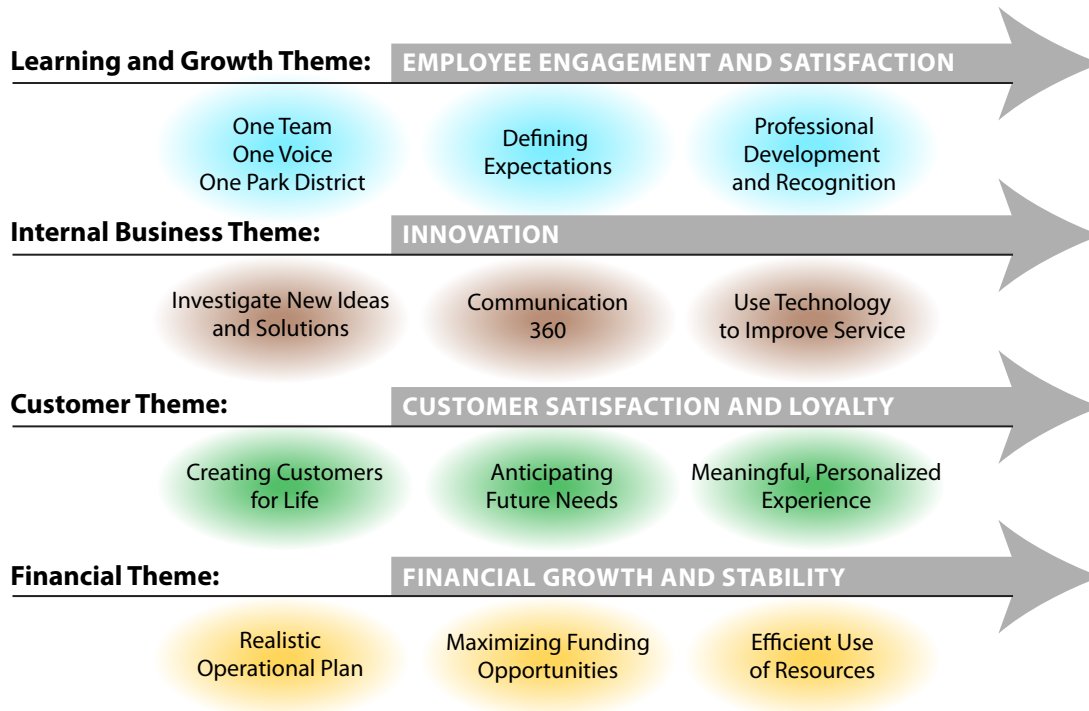 Learning and Growth Theme: EMPLOYEE ENGAGEMENT AND SATISFACTION
One Team
One Voice
One Park District
Defining
Expectations
Professional
Development
and Recognition
Internal Business Theme: INNOVATION
Investigate New Ideas
and Solutions
Communication
360
Use Technology
to Improve Service
Customer Theme: CUSTOMER SATISFACTION AND LOYALTY
Creating Customers
for Life
Anticipating
Future Needs
Meaningful, Personalized
Experience
Financial Theme: FINANCIAL GROWTH AND STABILITY
Realistic
Operational Plan
Maximizing Funding
Opportunities
Efficient Use
of Resources